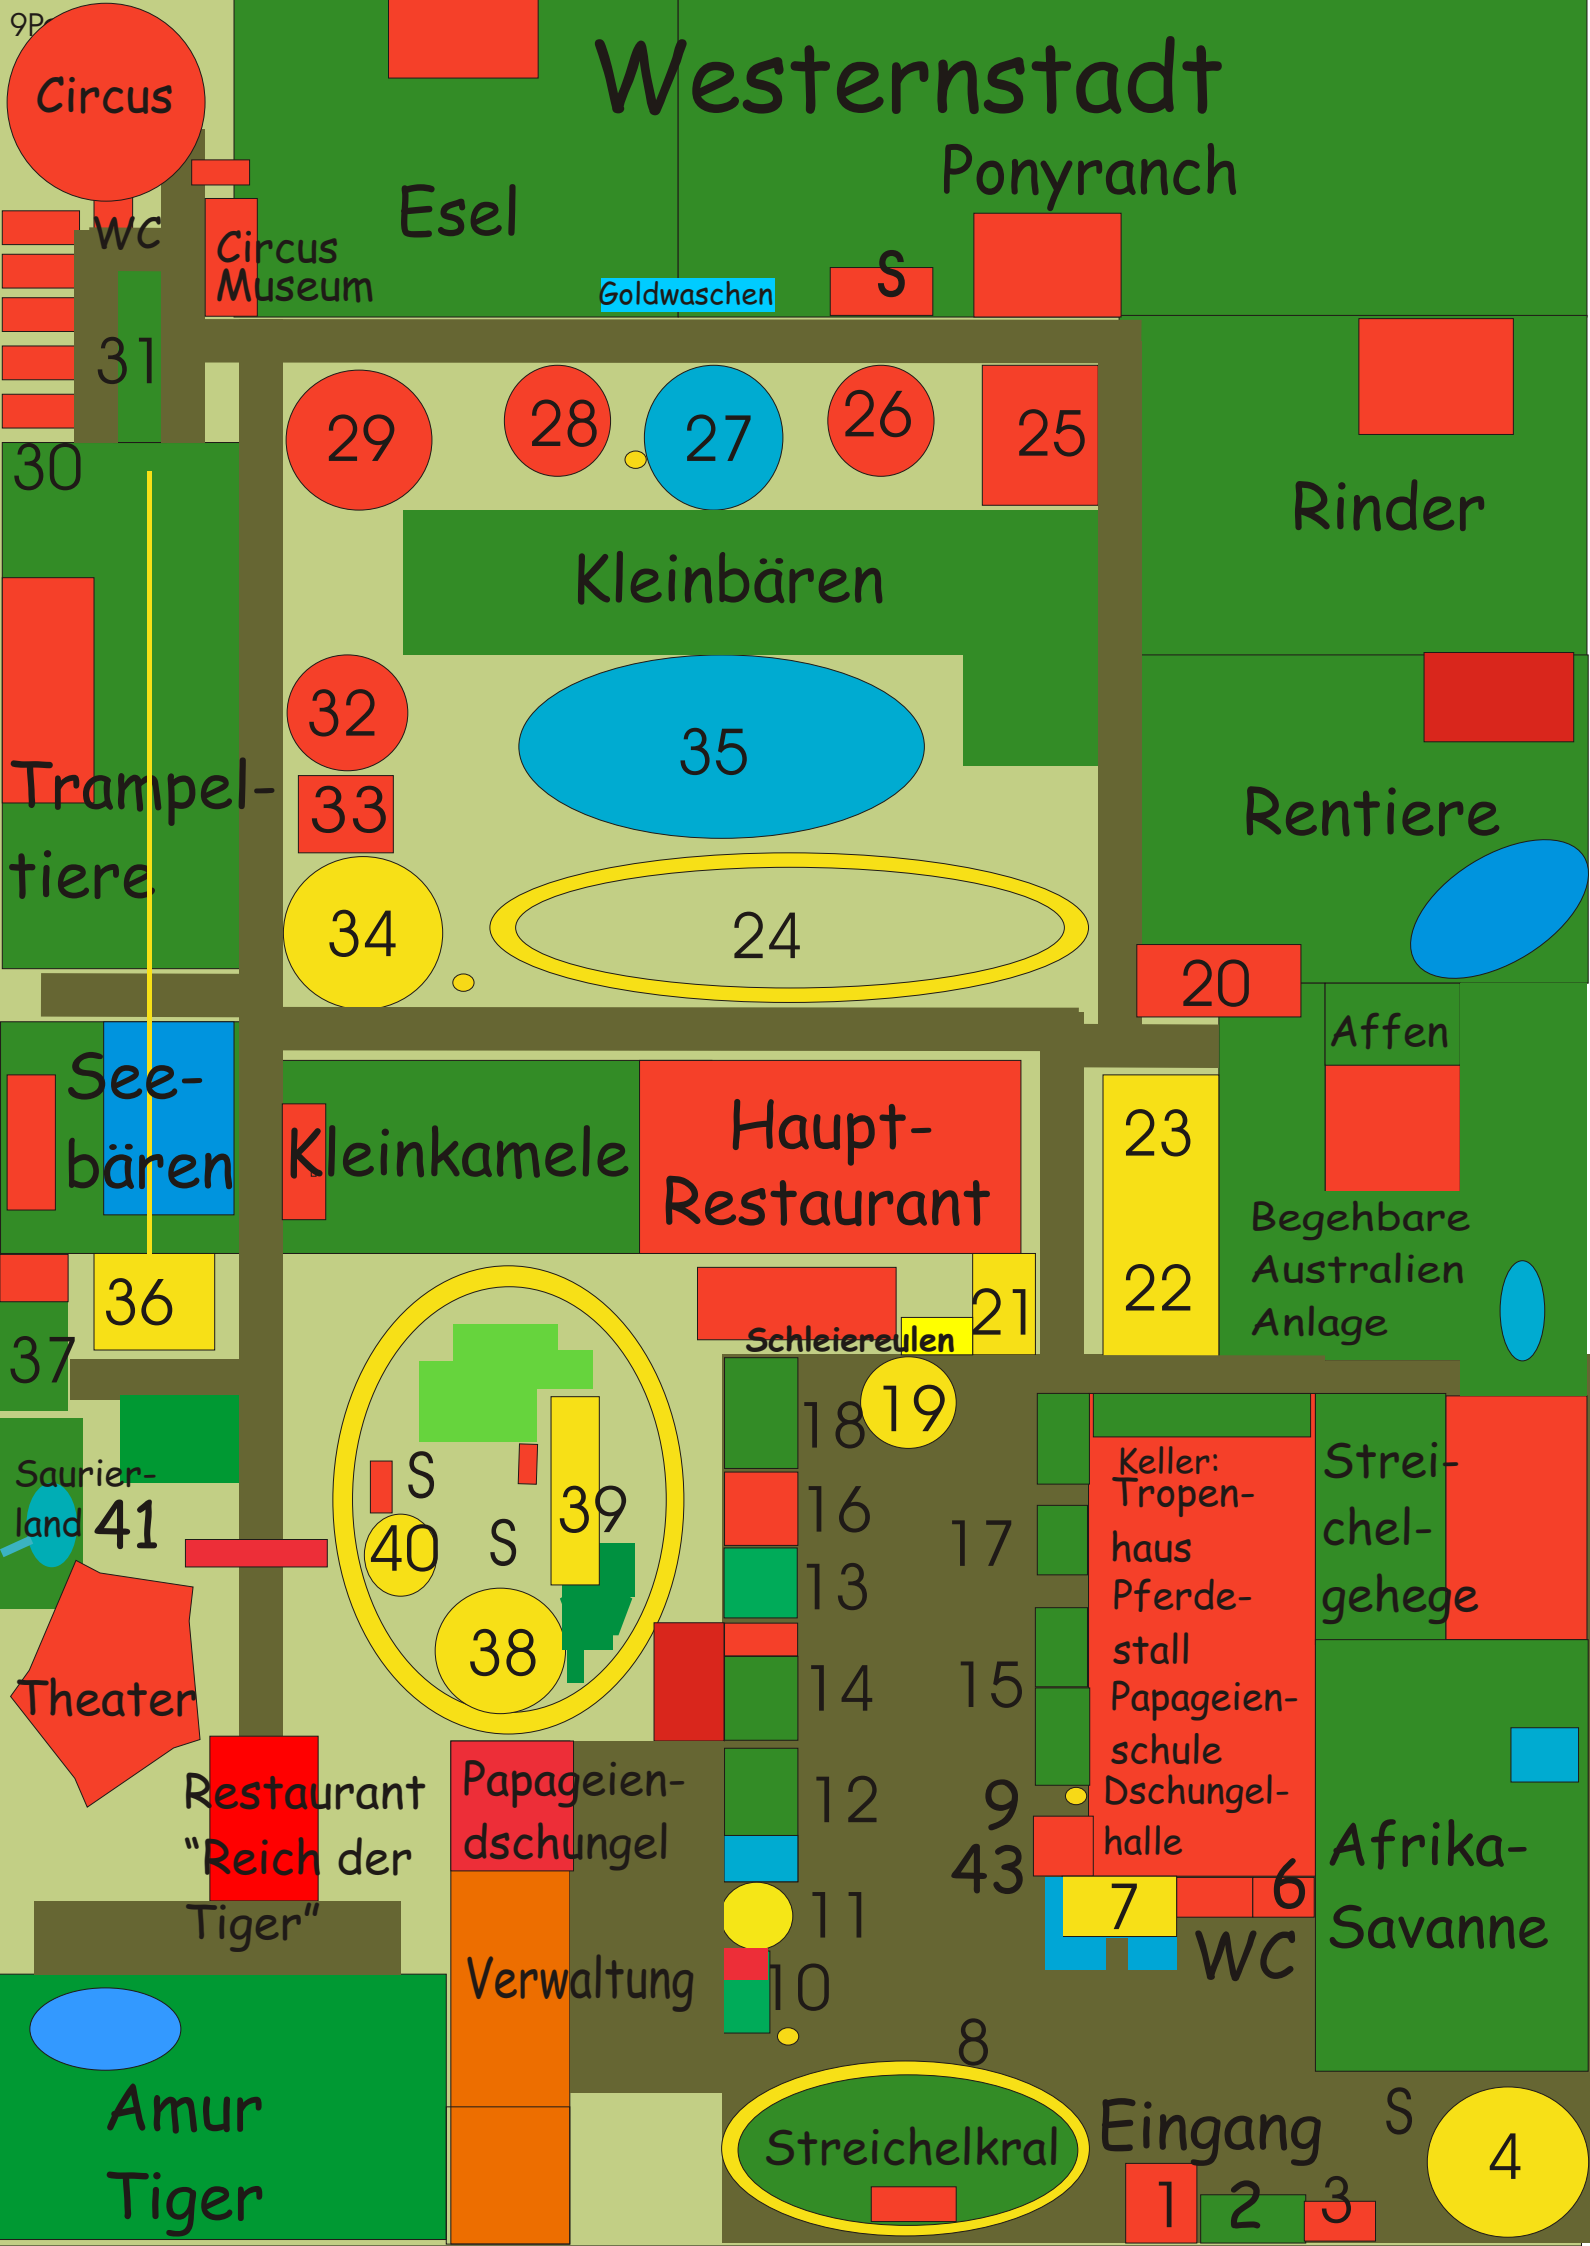 Circus
Westernstadt
Ponyranch
Esel
WC
Circus
Museum
Goldwaschen
S
31
29
28
27
26
25
30
Rinder
Kleinbären
32
35
33
Trampel-
tiere
Rentiere
34
24
20
Affen
See-
bären
Kleinkamele
Haupt-
Restaurant
23
22
Begehbare
Australien
Anlage
36
21
37
Schleiereulen
19
18
Saurier-
land
41
S
40
S
39
38
16
13
14
17
15
Keller:
Tropen-
haus
Pferde-
stall
Papageien-
schule
Dschungel-
halle
Strei-
chel-
gehege
Theater
Restaurant
“Reich der
Tiger”
Papageien-
dschungel
12
9
43
11
7
6
WC
Afrika-
Savanne
Verwaltung
10
8
Amur
Tiger
Streichelkral
Eingang
S
4
1
2
3